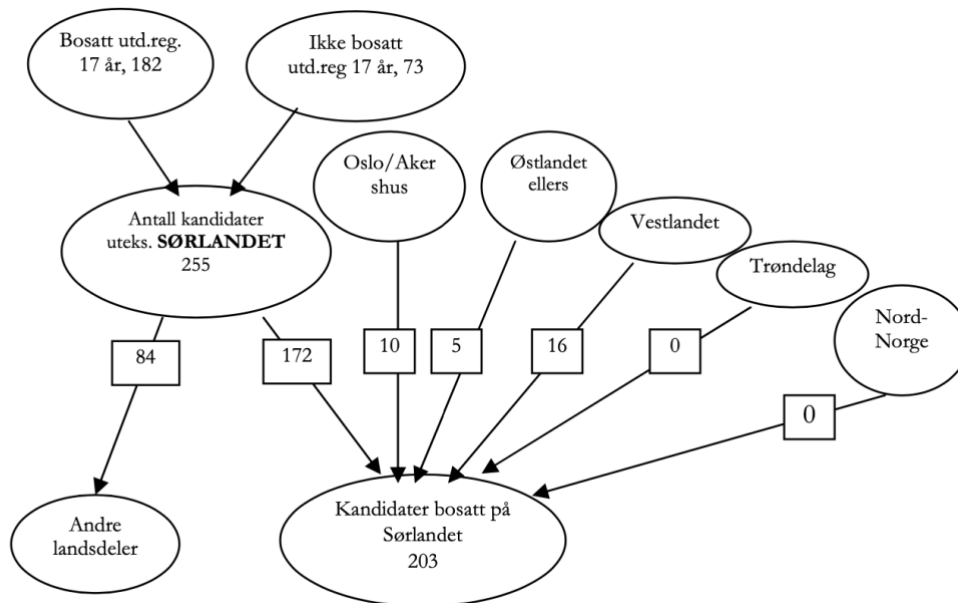 Bosatt utd.reg.
17 år, 182
Ikke bosatt
utd.reg 17 år, 73
Oslo/Aker
shus
Østlandet
ellers
Vestlandet
Trøndelag
Nord-
Norge
Antall kandidater
uteks. SØRLANDET
255
84
172
10
5
16
0
0
Andre
landsdeler
Kandidater bosatt på
Sørlandet
203